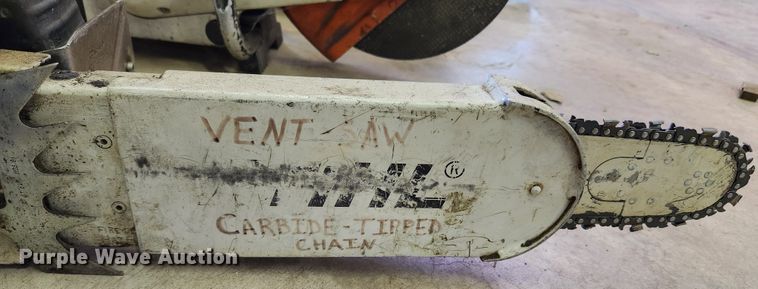 VENT SAW
®
CARBIDE-TIPPED
CHAIN
Purple Wave Auction